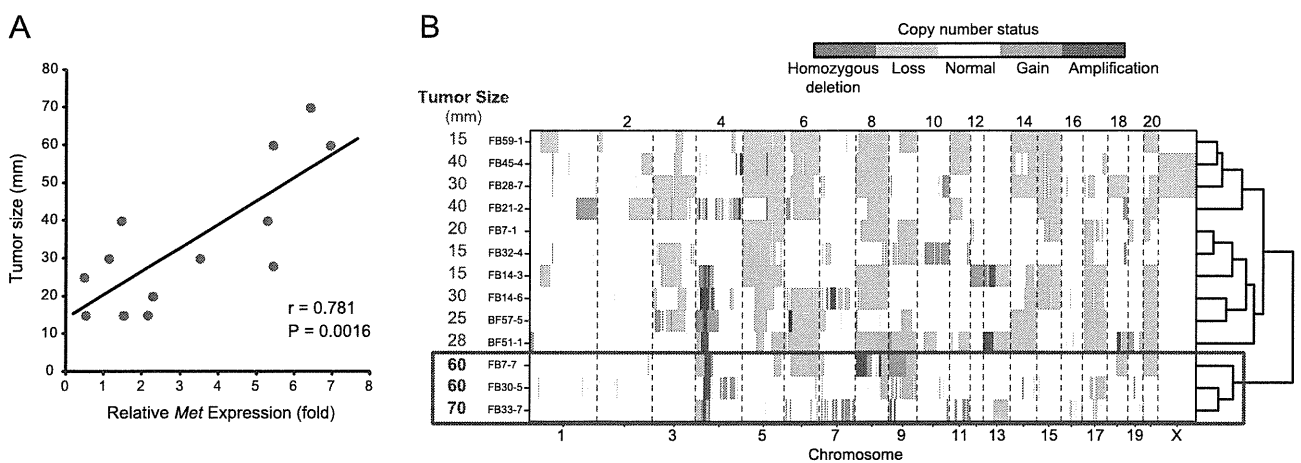 A
80
70
60
50
40
30
20
10
0
0 1 2 3 4 5 6 7 8
Tumor size (mm)
Relative Met Expression (fold)
r = 0.781
P = 0.0016
B
Copy number status
Homozygous deletion Loss Normal Gain Amplification
Tumor Size
(mm)
2 4 6 8 10 12 14 16 18 20
15 FB59-1
40 FB45-4
30 FB28-7
40 FB21-2
20 FB7-1
15 FB32-4
15 FB14-3
30 FB14-6
25 BF57-5
28 BF51-1
60 FB7-7
60 FB30-5
70 FB33-7
1 3 5 7 9 11 13 15 17 19 X
Chromosome